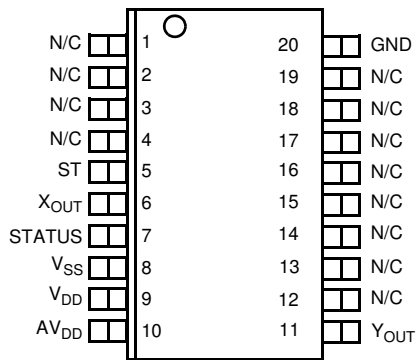 N/C 1 20 GND
N/C 2 19 N/C
N/C 3 18 N/C
N/C 4 17 N/C
ST 5 16 N/C
XOUT 6 15 N/C
STATUS 7 14 N/C
VSS 8 13 N/C
VDD 9 12 N/C
AVDD 10 11 YOUT